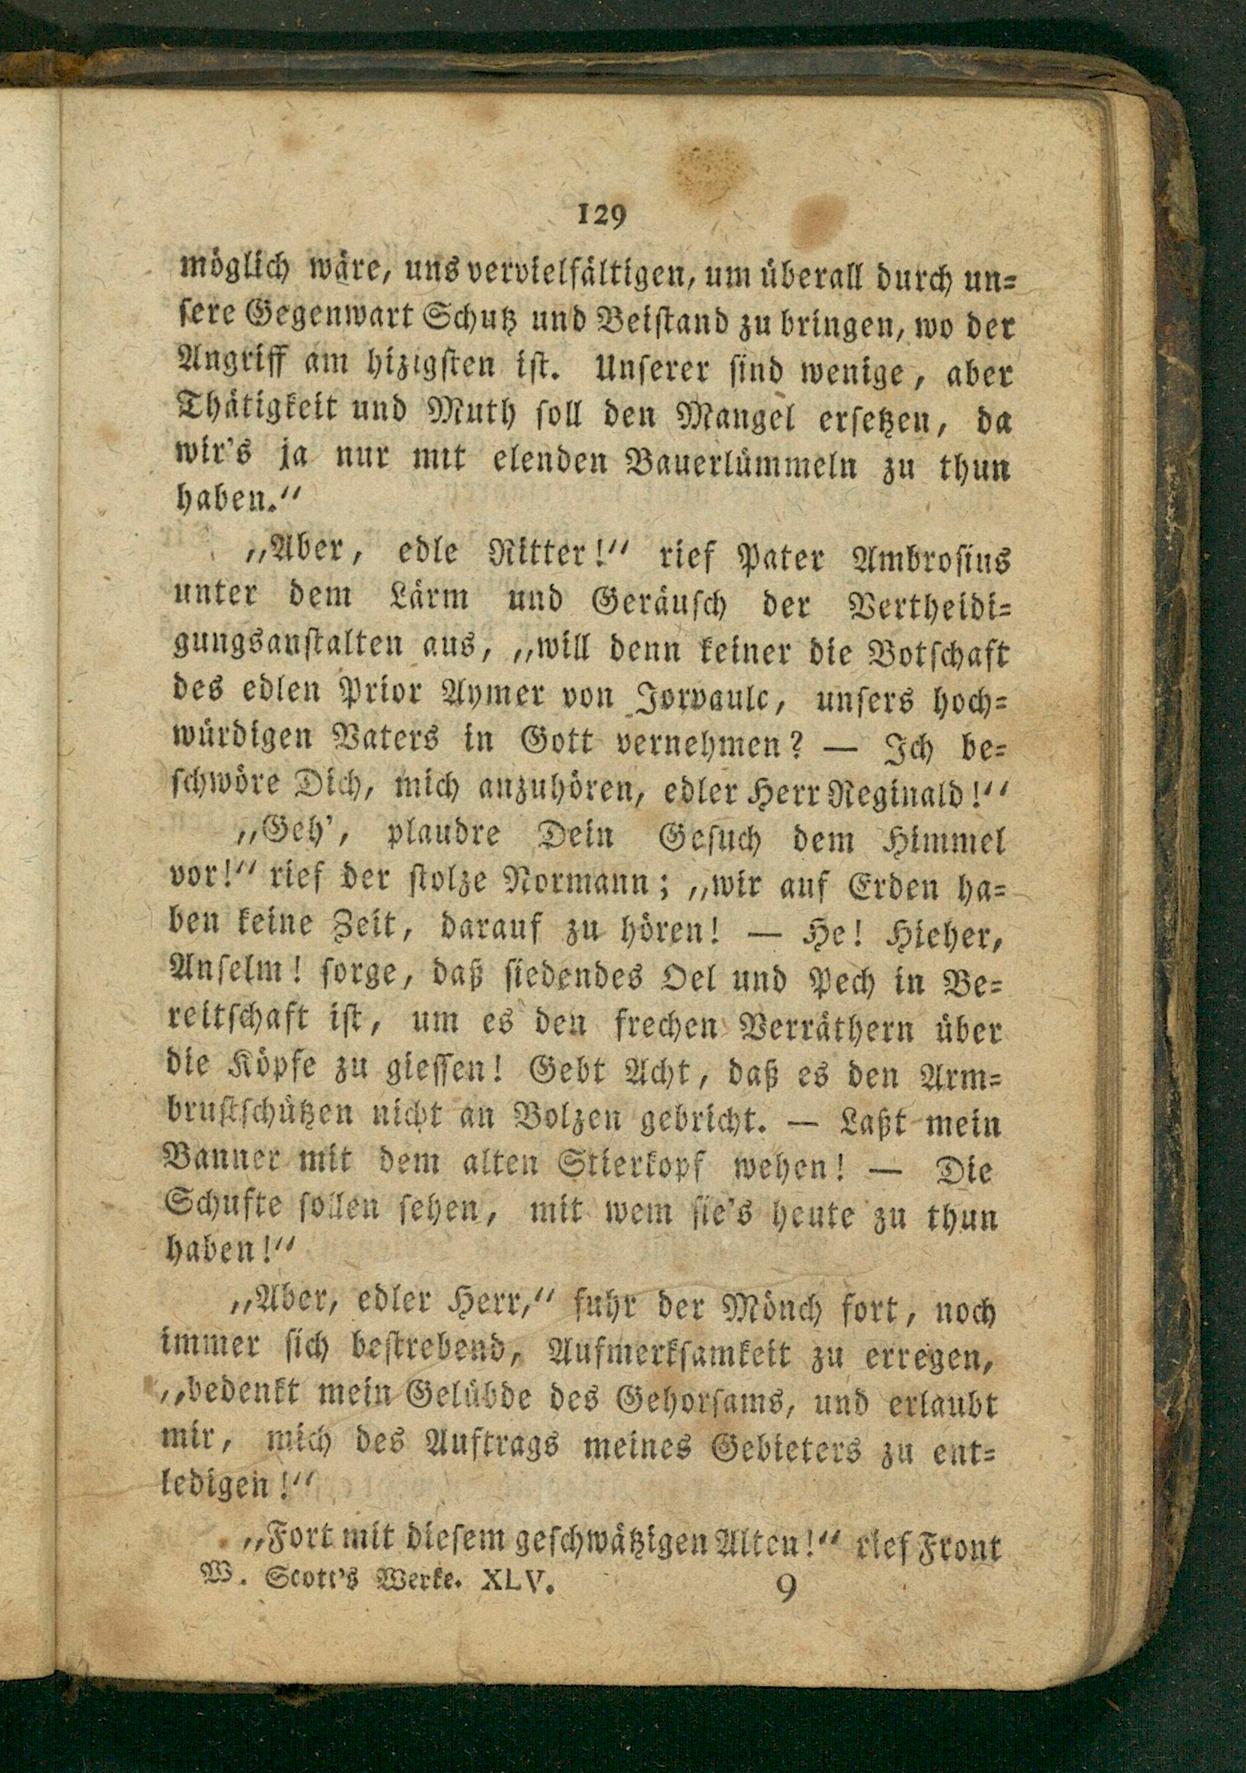 129
möglich wäre, uns vervielfältigen, um überall durch un=
sere Gegenwart Schutz und Beistand zu bringen, wo der
Angriff am hizigsten ist. Unserer sind wenige, aber
Thätigkeit und Muth soll den Mangel ersetzen, da
wir's ja nur mit elenden Bauerlümmeln zu thun
haben.“
„Aber, edle Ritter!“ rief Pater Ambrosius
unter dem Lärm und Geräusch der Vertheidi=
gungsanstalten aus, „will denn keiner die Botschaft
des edlen Prior Aymer von Jorvaulc, unsers hoch=
würdigen Vaters in Gott vernehmen? — Ich be=
schwöre Dich, mich anzuhören, edler Herr Reginald!“
„Geh', plaudre Dein Gesuch dem Himmel
vor!“ rief der stolze Normann; „wir auf Erden ha=
ben keine Zeit, darauf zu hören! — He! Hieher,
Anselm! sorge, daß siedendes Oel und Pech in Be=
reitschaft ist, um es den frechen Verräthern über
die Köpfe zu giessen! Gebt Acht, daß es den Arm=
brustschützen nicht an Bolzen gebricht. — Laßt mein
Banner mit dem alten Stierkopf wehen! — Die
Schufte sollen sehen, mit wem sie's heute zu thun
haben!“
„Aber, edler Herr,“ fuhr der Mönch fort, noch
immer sich bestrebend, Aufmerksamkeit zu erregen,
„bedenkt mein Gelübde des Gehorsams, und erlaubt
mir, mich des Auftrags meines Gebieters zu ent=
ledigen!“
„Fort mit diesem geschwätzigen Alten!“ rief Front
W. Scott's Werke. XLV. 9